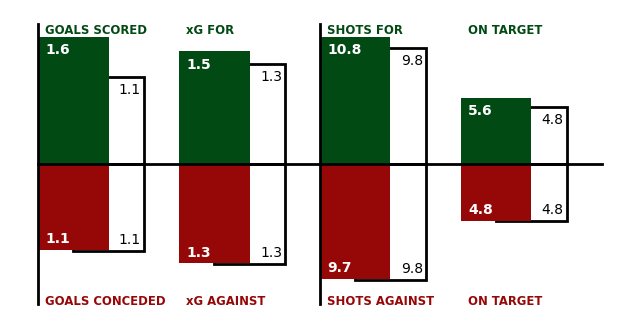 GOALS SCORED xG FOR SHOTS FOR ON TARGET
1.6 1.1 1.5 1.3 10.8 9.8 5.6 4.8
1.1 1.1 1.3 1.3 9.7 9.8 4.8 4.8
GOALS CONCEDED xG AGAINST SHOTS AGAINST ON TARGET